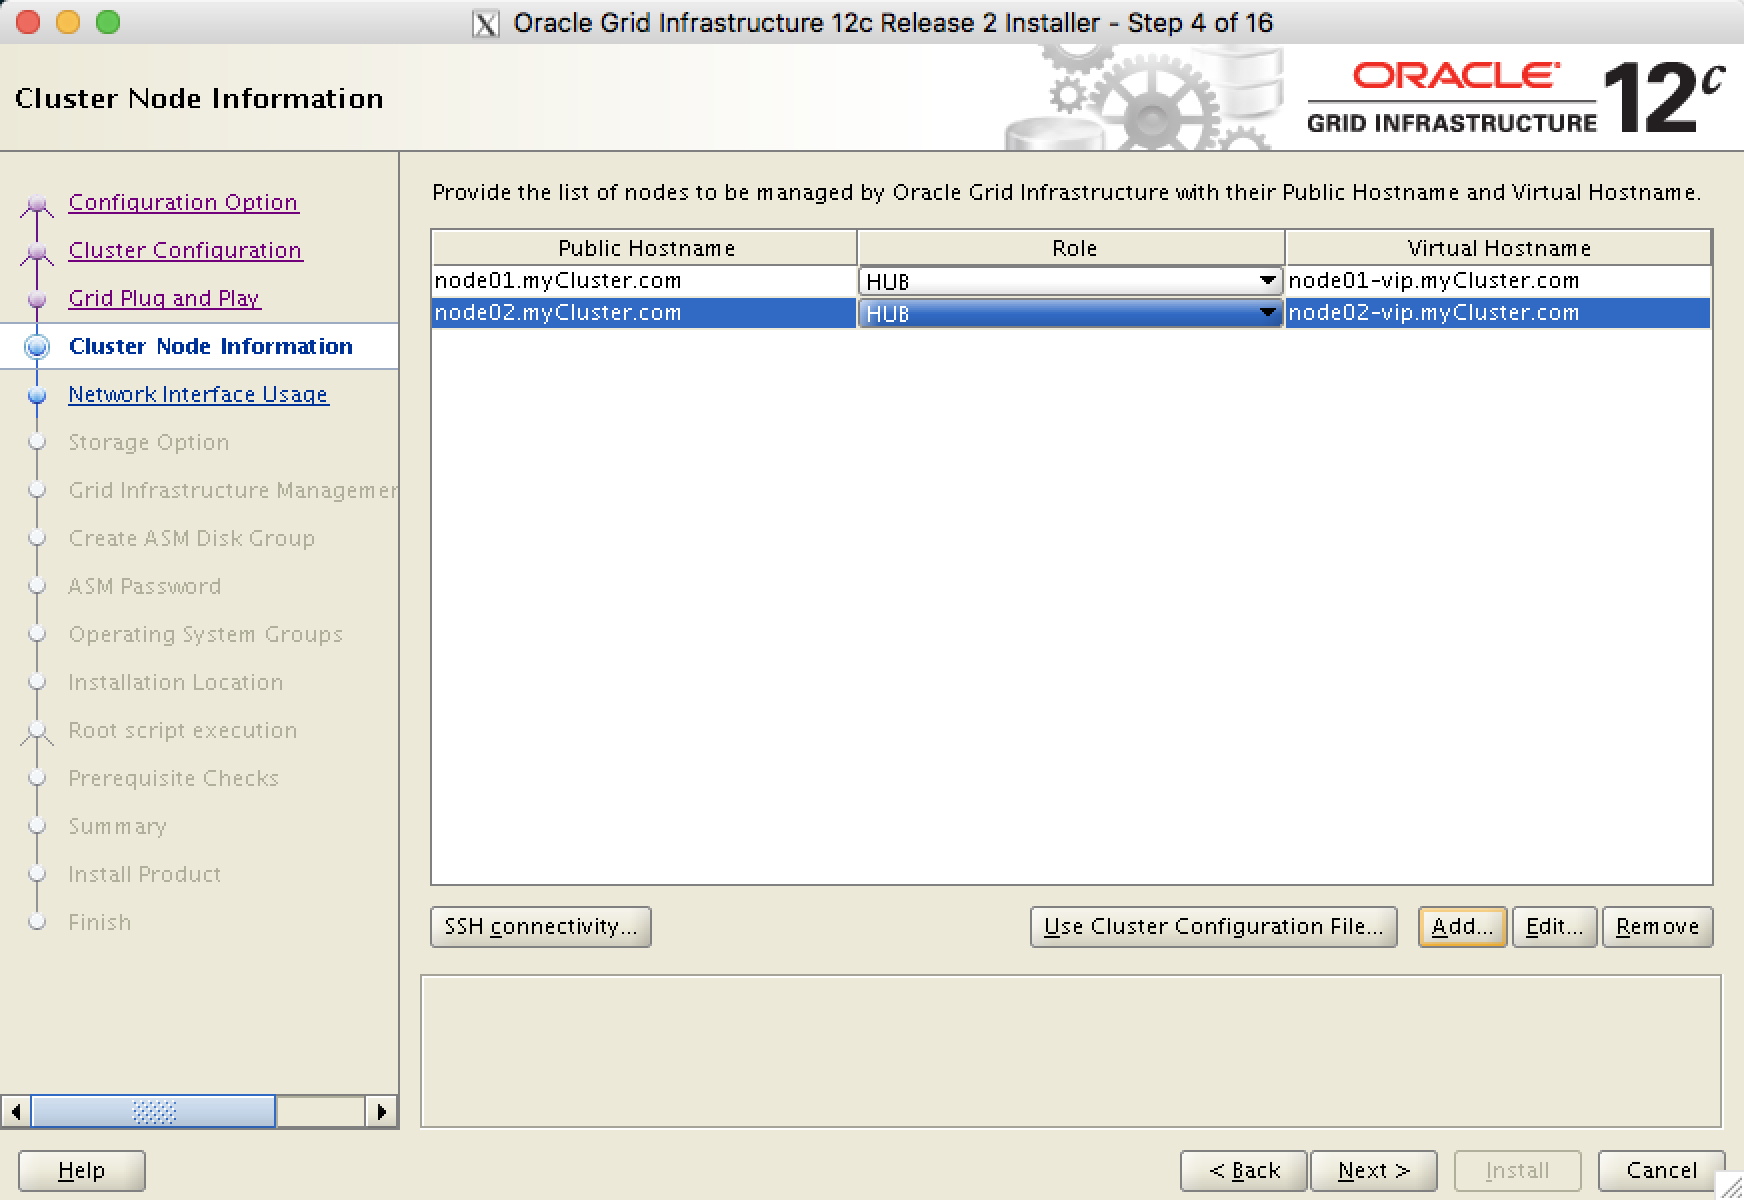 Oracle Grid Infrastructure 12c Release 2 Installer - Step 4 of 16
Cluster Node Information
ORACLE
GRID INFRASTRUCTURE
12c
Configuration Option
Cluster Configuration
Grid Plug and Play
Cluster Node Information
Network Interface Usage
Storage Option
Grid Infrastructure Managemer
Create ASM Disk Group
ASM Password
Operating System Groups
Installation Location
Root script execution
Prerequisite Checks
Summary
Install Product
Finish
Provide the list of nodes to be managed by Oracle Grid Infrastructure with their Public Hostname and Virtual Hostname.
Public Hostname Role Virtual Hostname
node01.myCluster.com HUB node01-vip.myCluster.com
node02.myCluster.com HUB node02-vip.myCluster.com
SSH connectivity... Use Cluster Configuration File... Add... Edit... Remove
Help < Back Next > Install Cancel